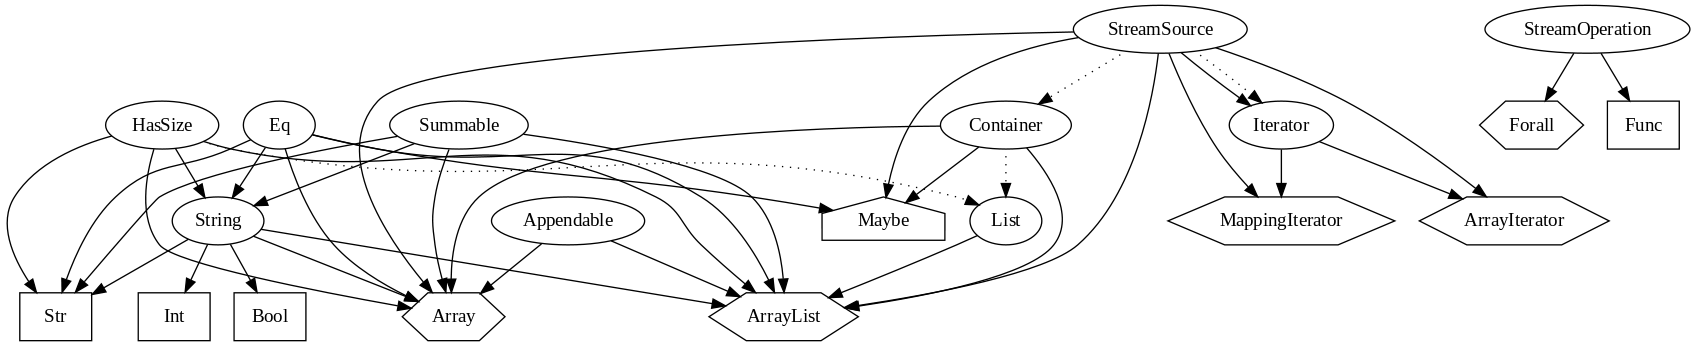 StreamSource
StreamOperation
HasSize
Eq
Summable
Container
Iterator
Forall
Func
String
Appendable
Maybe
List
MappingIterator
ArrayIterator
Str
Int
Bool
Array
ArrayList